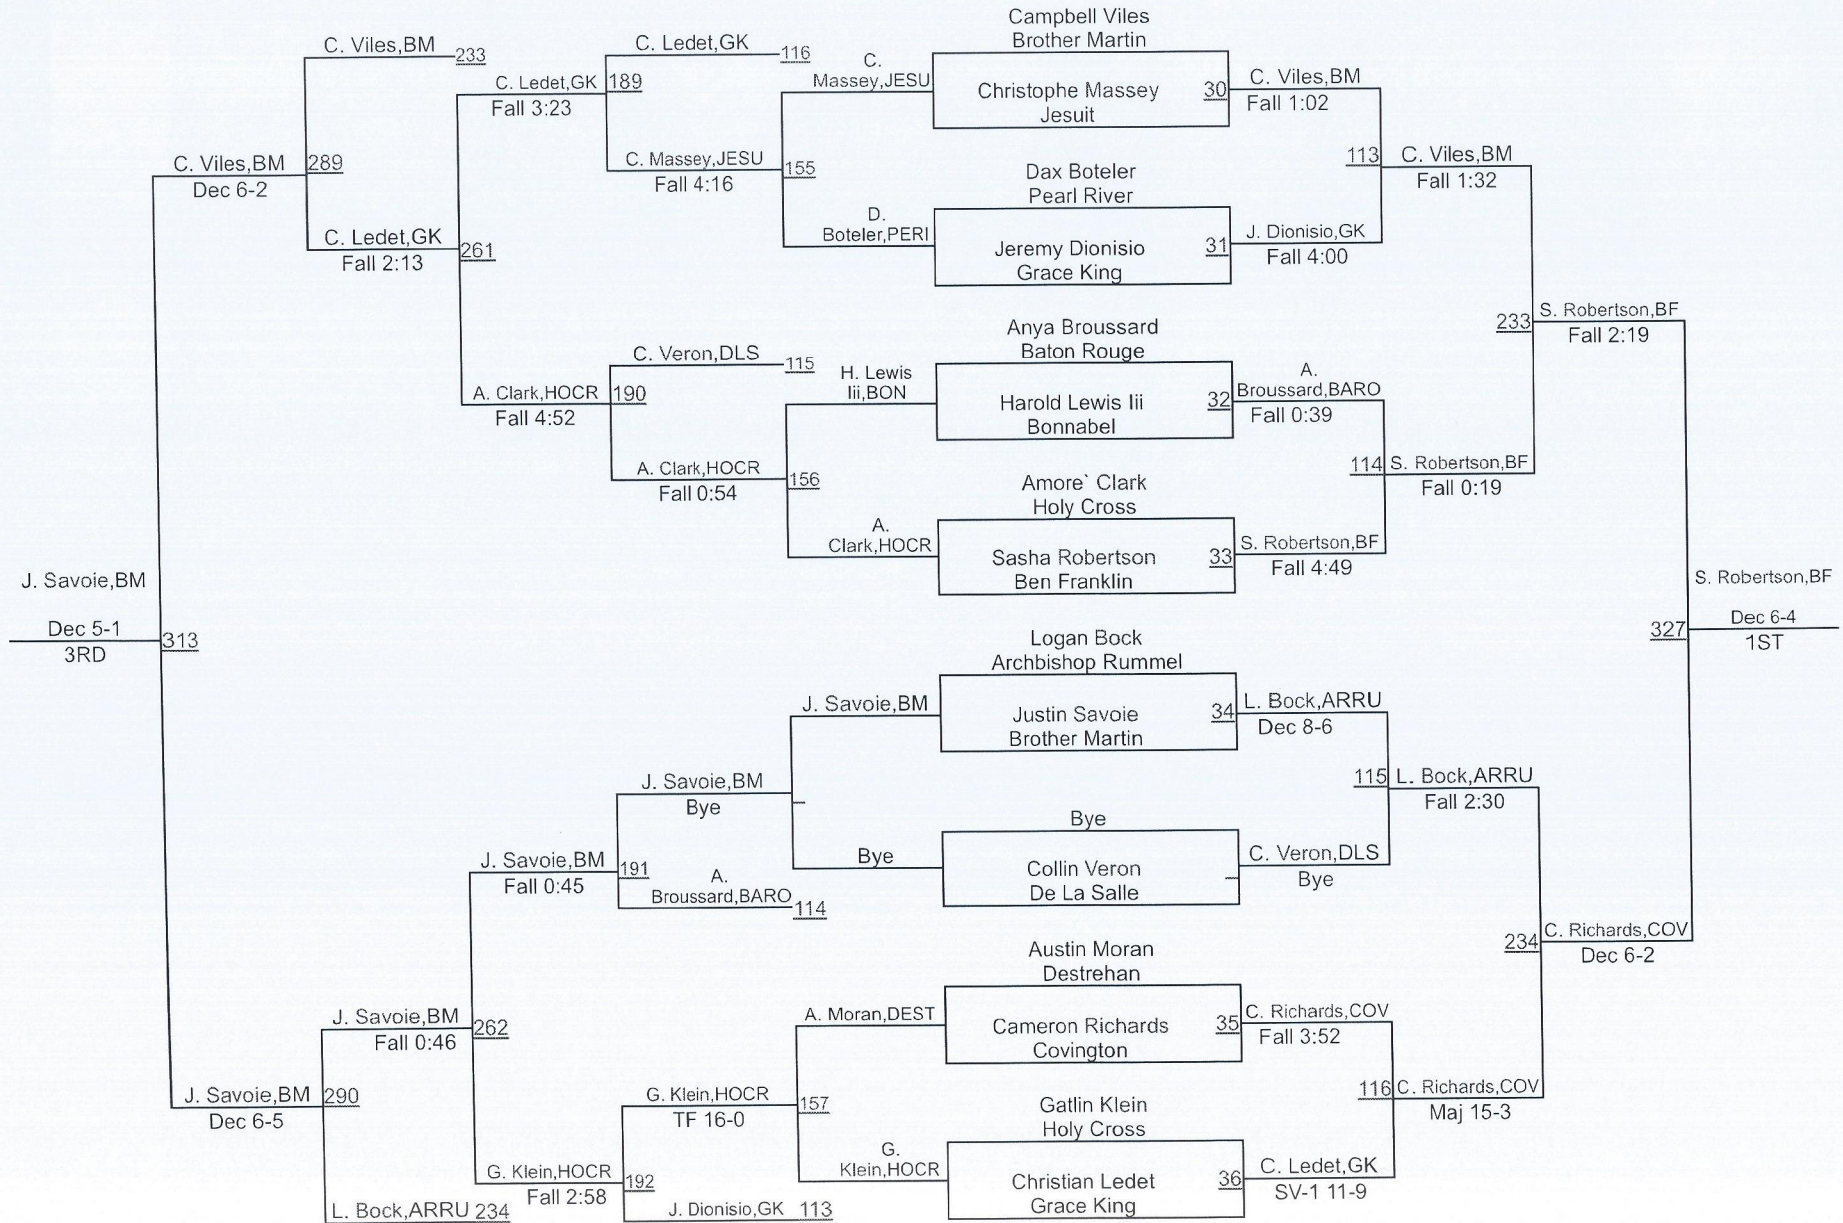 Campbell Viles
Brother Martin
C. Viles,BM
233
C. Ledet,GK
116
C.
Massey,JESU
Christophe Massey
Jesuit
30
C. Viles,BM
Fall 1:02
C. Ledet,GK
Fall 3:23
189
C. Massey,JESU
Fall 4:16
155
113
C. Viles,BM
Fall 1:32
C. Viles,BM
Dec 6-2
289
Dax Boteler
Pearl River
D.
Boteler,PERI
Jeremy Dionisio
Grace King
31
J. Dionisio,GK
Fall 4:00
C. Ledet,GK
Fall 2:13
261
233
S. Robertson,BF
Fall 2:19
Anya Broussard
Baton Rouge
C. Veron,DLS
115
H. Lewis
Iii,BON
Harold Lewis Iii
Bonnabel
32
A.
Broussard,BARO
Fall 0:39
A. Clark,HOCR
Fall 4:52
190
A. Clark,HOCR
Fall 0:54
156
114
S. Robertson,BF
Fall 0:19
Amore` Clark
Holy Cross
A.
Clark,HOCR
Sasha Robertson
Ben Franklin
33
S. Robertson,BF
Fall 4:49
J. Savoie,BM
Dec 5-1
3RD
313
S. Robertson,BF
327
Dec 6-4
1ST
Logan Bock
Archbishop Rummel
J. Savoie,BM
Justin Savoie
Brother Martin
34
L. Bock,ARRU
Dec 8-6
J. Savoie,BM
Bye
115
L. Bock,ARRU
Fall 2:30
Bye
Bye
Collin Veron
De La Salle
C. Veron,DLS
Bye
J. Savoie,BM
Fall 0:45
191
A.
Broussard,BARO
114
234
C. Richards,COV
Dec 6-2
Austin Moran
Destrehan
A. Moran,DEST
Cameron Richards
Covington
35
C. Richards,COV
Fall 3:52
J. Savoie,BM
Fall 0:46
262
J. Savoie,BM
Dec 6-5
290
G. Klein,HOCR
TF 16-0
157
116
C. Richards,COV
Maj 15-3
Gatlin Klein
Holy Cross
G.
Klein,HOCR
Christian Ledet
Grace King
36
C. Ledet,GK
SV-1 11-9
G. Klein,HOCR
Fall 2:58
192
L. Bock,ARRU
234
J. Dionisio,GK
113